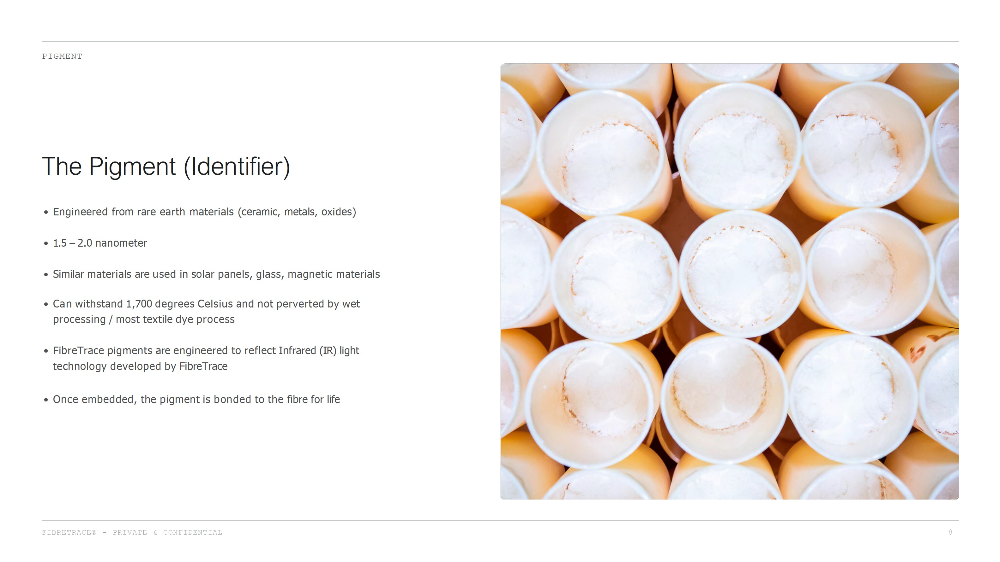 PIGMENT
The Pigment (Identifier)
• Engineered from rare earth materials (ceramic, metals, oxides)
• 1.5 – 2.0 nanometer
• Similar materials are used in solar panels, glass, magnetic materials
• Can withstand 1,700 degrees Celsius and not perverted by wet
processing / most textile dye process
• FibreTrace pigments are engineered to reflect Infrared (IR) light
technology developed by FibreTrace
• Once embedded, the pigment is bonded to the fibre for life
FIBRETRACE® – PRIVATE & CONFIDENTIAL
8